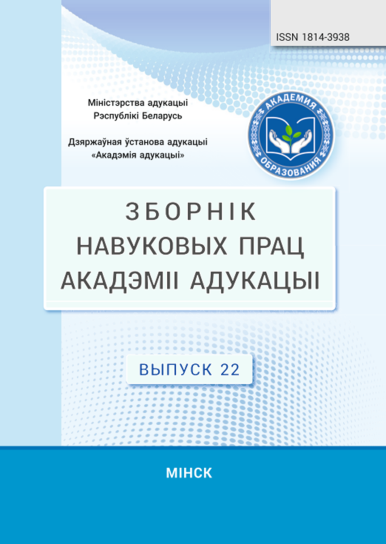 ISSN 1814-3938
Міністэрства адукацыі
Рэспублікі Беларусь
Дзяржаўная ўстанова адукацыі
«Акадэмія адукацыі»
АКАДЕМИЯ
ОБРАЗОВАНИЯ
ЗБОРНІК
НАВУКОВЫХ ПРАЦ
АКАДЭМІІ АДУКАЦЫІ
ВЫПУСК 22
МІНСК